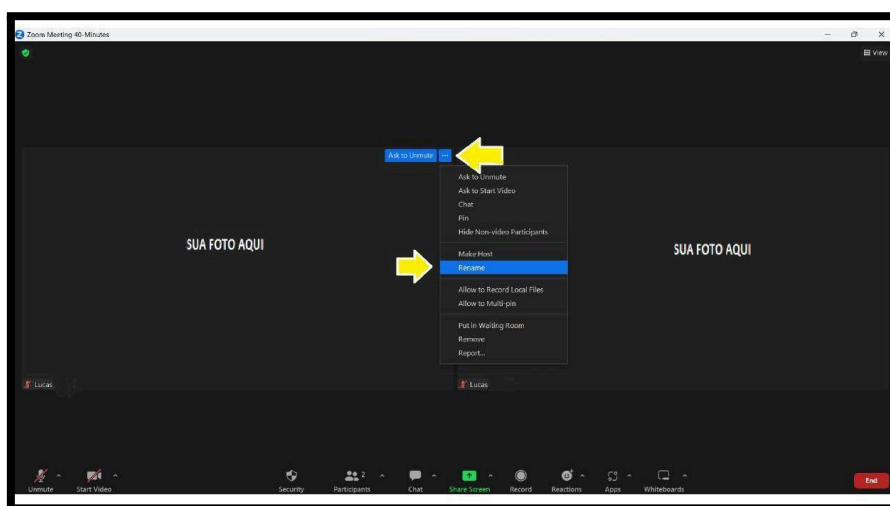 Zoom Meeting 40-Minutes
View
Ask to Unmute
Ask to Unmute
Ask to Start Video
Chat
Pin
Hide Non-video Participants
Make Host
Rename
Allow to Record Local Files
Allow to Multi-pin
Put in Waiting Room
Remove
Report...
SUA FOTO AQUI
SUA FOTO AQUI
Lucas
Lucas
Unmute
Start Video
Security
2
Participants
Chat
Share Screen
Record
Reactions
Apps
Whiteboards
End